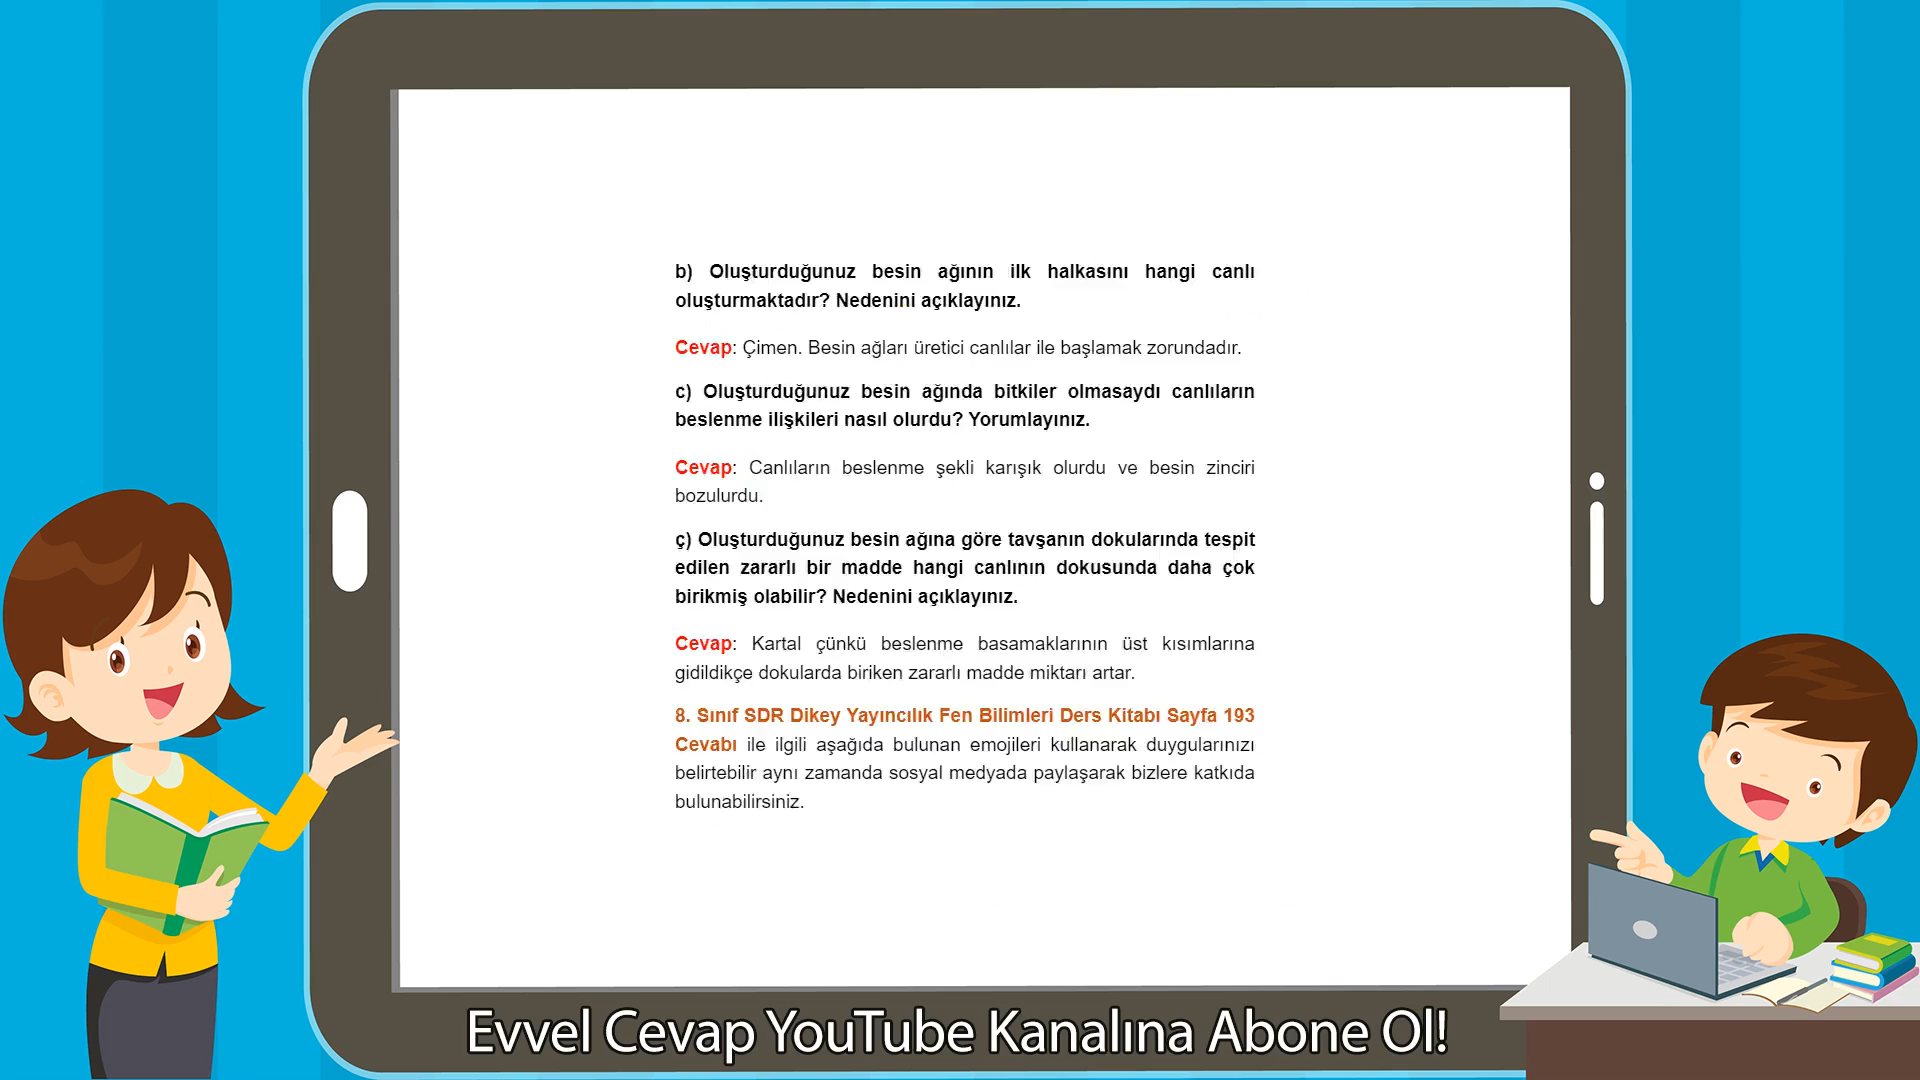 b) Oluşturduğunuz besin ağının ilk halkasını hangi canlı
oluşturmaktadır? Nedenini açıklayınız.
Cevap: Çimen. Besin ağları üretici canlılar ile başlamak zorundadır.
c) Oluşturduğunuz besin ağında bitkiler olmasaydı canlıların
beslenme ilişkileri nasıl olurdu? Yorumlayınız.
Cevap: Canlıların beslenme şekli karışık olurdu ve besin zinciri
bozulurdu.
ç) Oluşturduğunuz besin ağına göre tavşanın dokularında tespit
edilen zararlı bir madde hangi canlının dokusunda daha çok
birikmiş olabilir? Nedenini açıklayınız.
Cevap: Kartal çünkü beslenme basamaklarının üst kısımlarına
gidildikçe dokularda biriken zararlı madde miktarı artar.
8. Sınıf SDR Dikey Yayıncılık Fen Bilimleri Ders Kitabı Sayfa 193
Cevabı ile ilgili aşağıda bulunan emojileri kullanarak duygularınızı
belirtebilir aynı zamanda sosyal medyada paylaşarak bizlere katkıda
bulunabilirsiniz.
Evvel Cevap YouTube Kanalına Abone Ol!